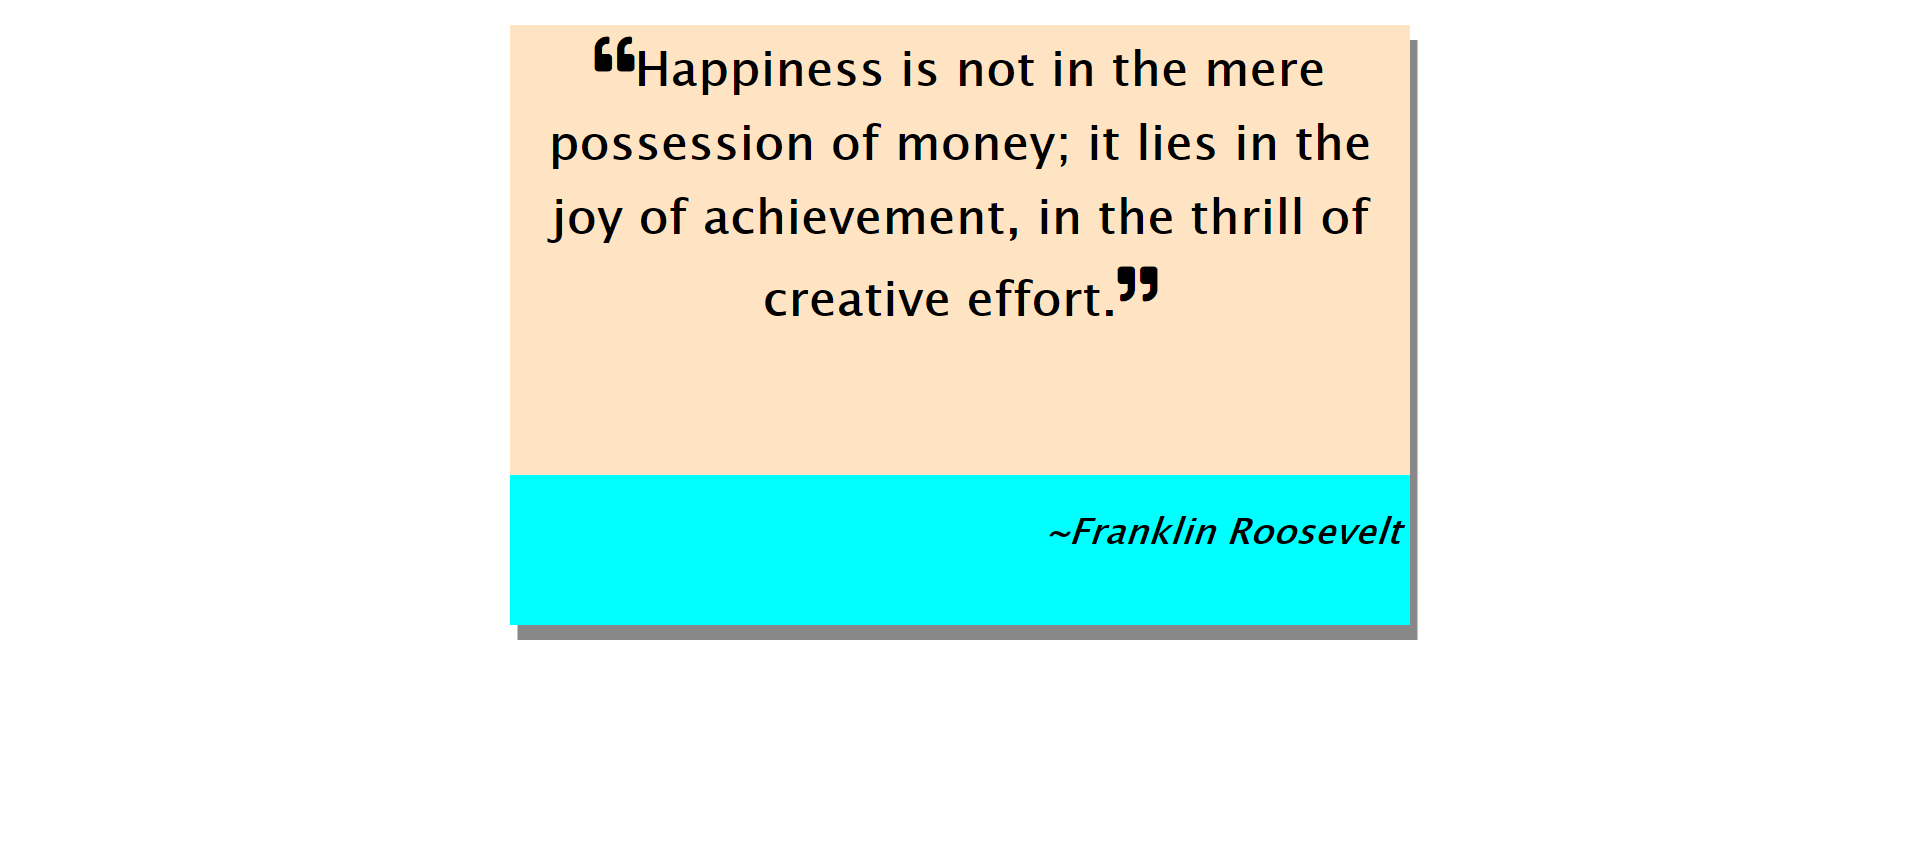 “Happiness is not in the mere
possession of money; it lies in the
joy of achievement, in the thrill of
creative effort.”
~Franklin Roosevelt